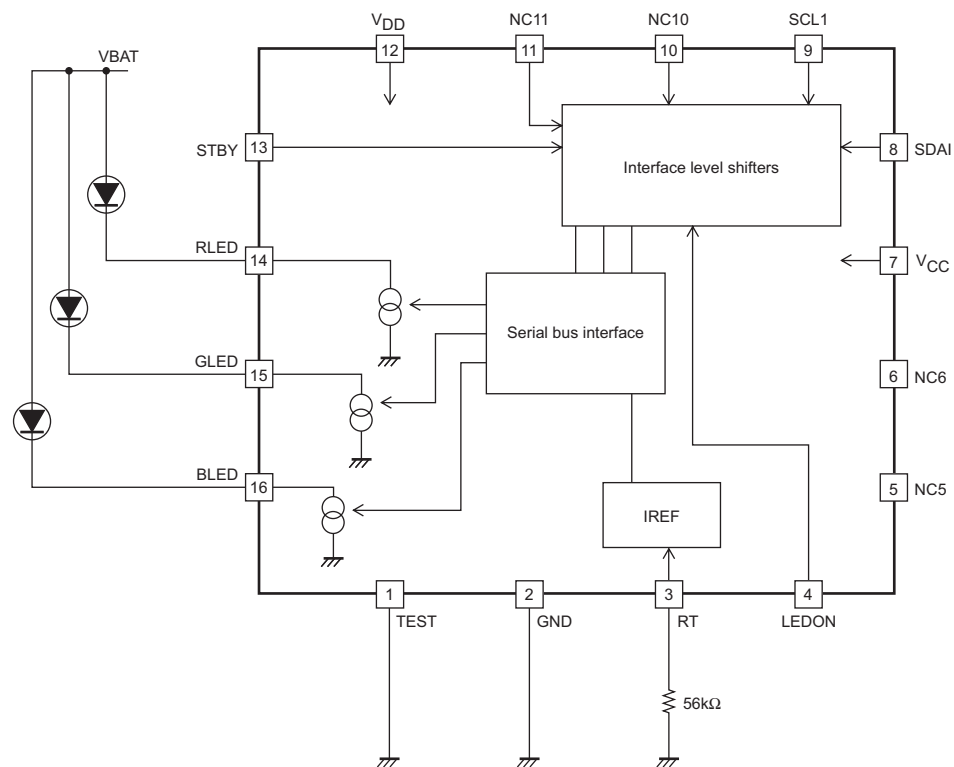 VDD
NC11
NC10
SCL1
VBAT
12
11
10
9
STBY
13
Interface level shifters
8
SDAI
RLED
14
7
VCC
Serial bus interface
GLED
15
6
NC6
BLED
16
5
NC5
IREF
1
2
3
4
TEST
GND
RT
LEDON
56kΩ